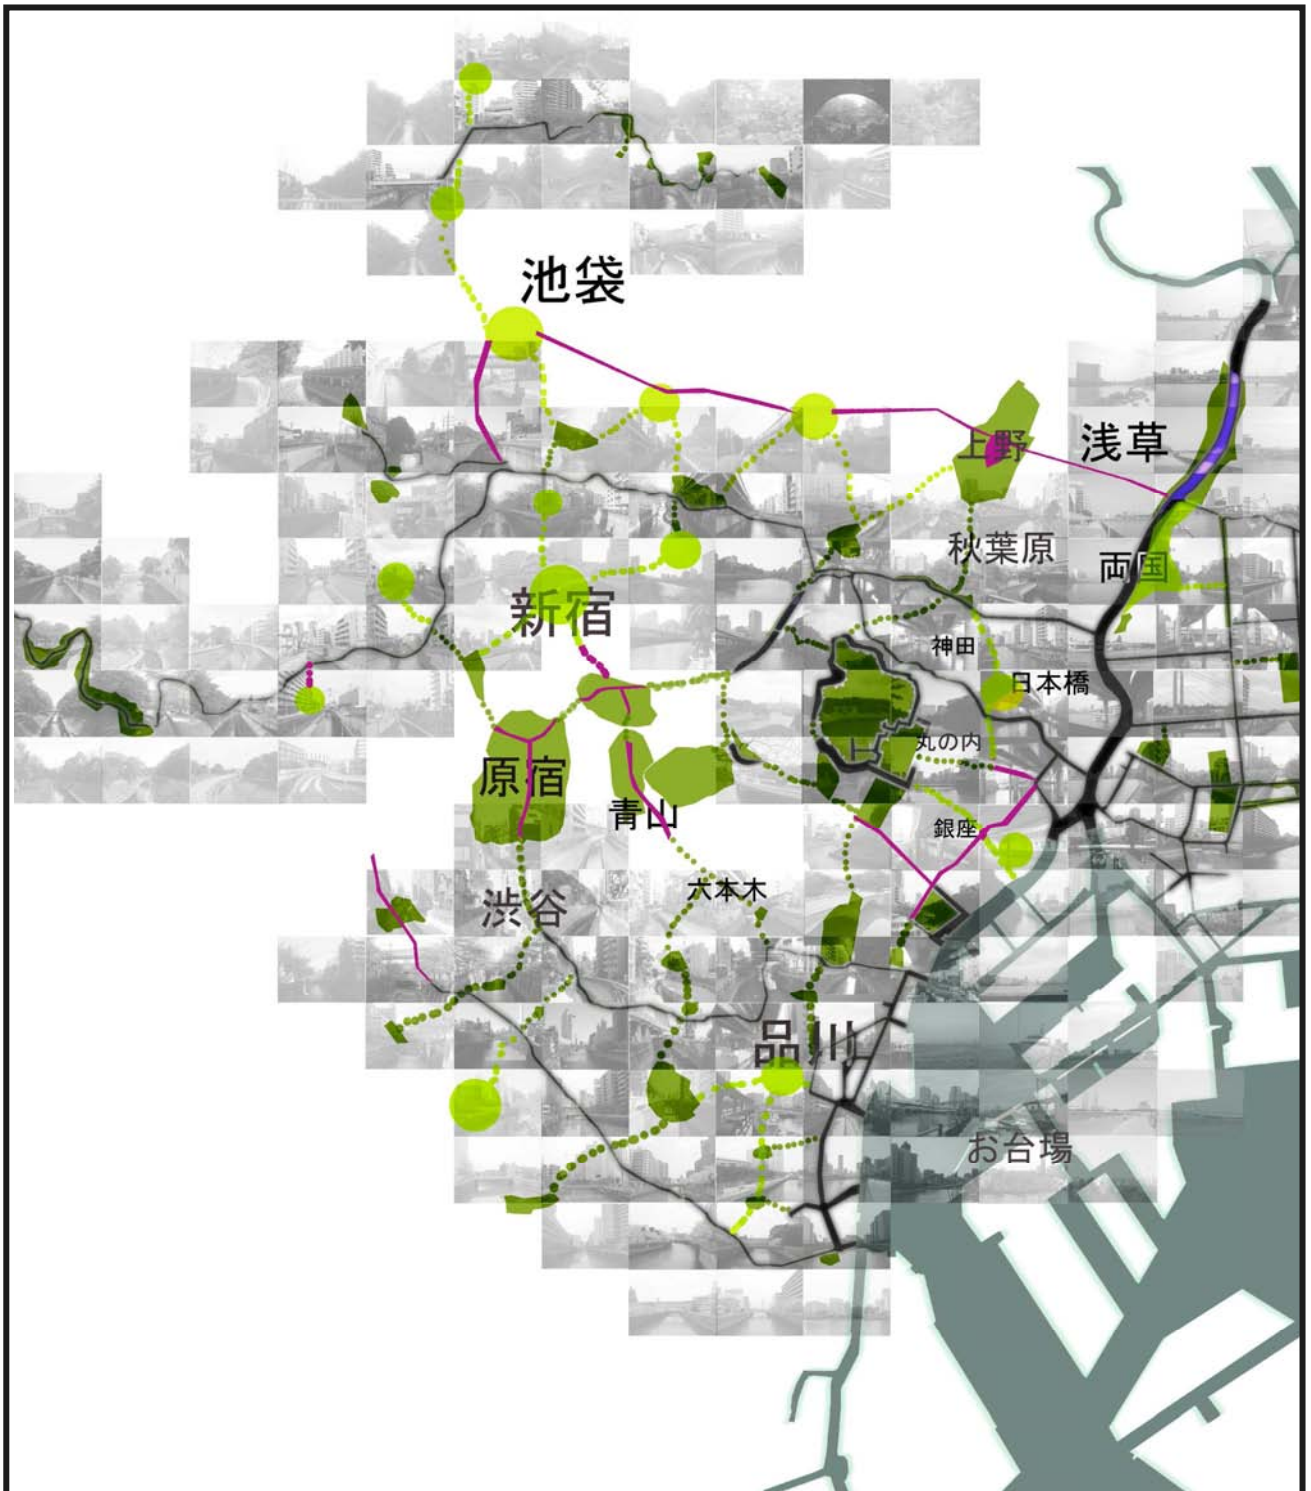 池袋
上野
浅草
秋葉原
両国
新宿
神田
日本橋
丸の内
原宿
青山
銀座
六本木
渋谷
品川
お台場